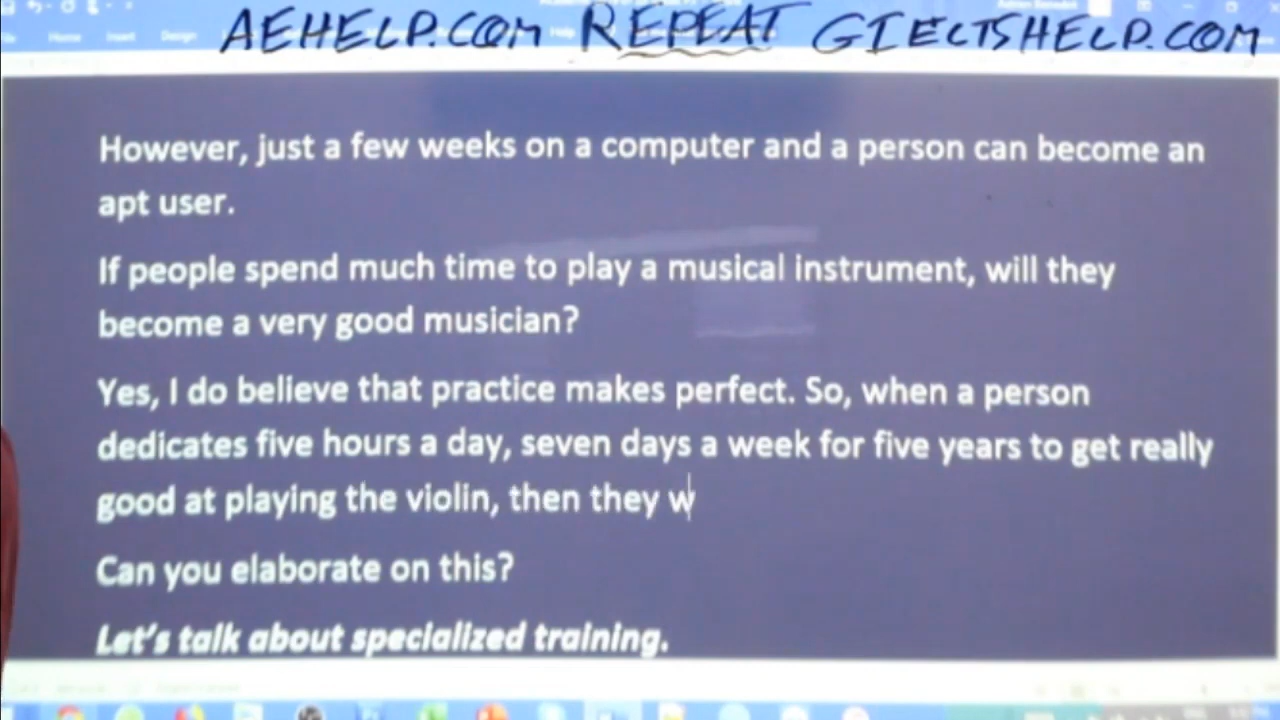 AEHELP.COM REPEAT GIELTSHELP.COM
However, just a few weeks on a computer and a person can become an
apt user.
If people spend much time to play a musical instrument, will they
become a very good musician?
Yes, I do believe that practice makes perfect. So, when a person
dedicates five hours a day, seven days a week for five years to get really
good at playing the violin, then they w
Can you elaborate on this?
Let's talk about specialized training.